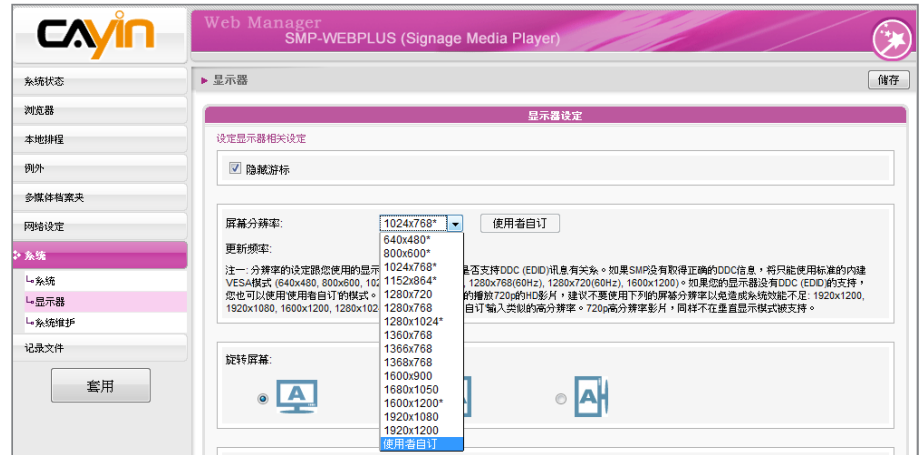 CAyin
Web Manager
SMP-WEBPLUS (Signage Media Player)
系统状态
浏览器
本地排程
例外
多媒体档案夹
网络设定
系统
系统
显示器
系统维护
记录文件
套用
显示器
储存
显示器设定
设定显示器相关设定
隐藏游标
屏幕分辨率:
1024x768*
使用者自订
更新频率:
640x480*
800x600*
1024x768*
1152x864*
1280x720
1280x768
1280x1024*
1360x768
1366x768
1368x768
1600x900
1680x1050
1600x1200*
1920x1080
1920x1200
使用者自订
注一: 分辨率的设定跟您使用的显示 是否支持DDC (EDID)讯息有关系。如果SMP没有取得正确的DDC信息，将只能使用标准的内建
VESA模式 (640x480, 800x600, 102 , 1280x768(60Hz), 1280x720(60Hz), 1600x1200)。如果您的显示器没有DDC (EDID)的支持，
您也可以使用'使用者自订'的模式。 的播放720p的HD影片，建议不要使用下列的屏幕分辨率以免造成系统效能不足: 1920x1200,
1920x1080, 1600x1200, 1280x102 自订'输入类似的高分辨率。720p高分辨率影片，同样不在垂直显示模式被支持。
旋转屏幕:
A
A